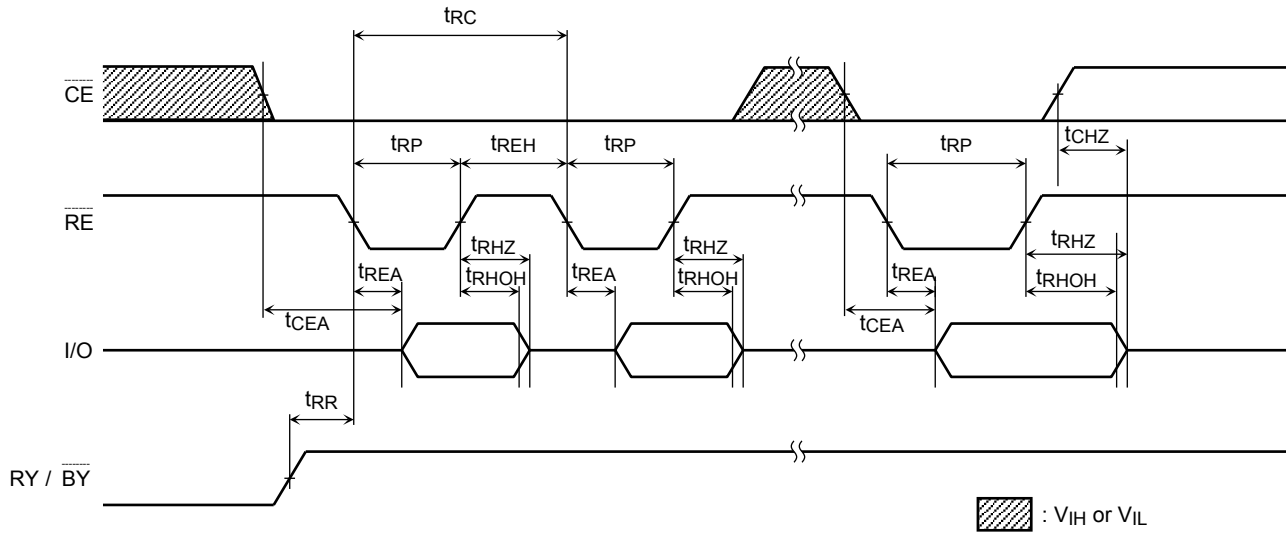 tRC
CE
tRP tREH tRP tRP tCHZ
RE
tRHZ tRHZ tRHZ
tREA tREA tREA
tRHOH tRHOH tRHOH
tCEA tCEA
I/O
tRR
RY / BY
: VIH or VIL